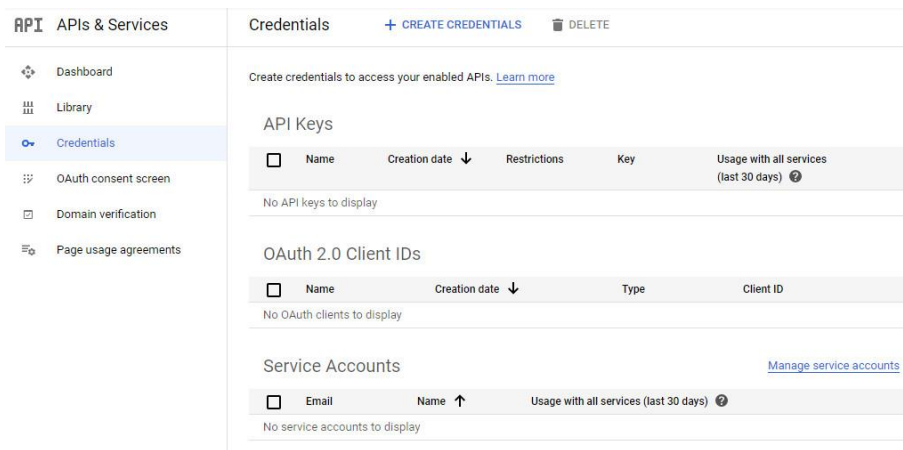 API APIs & Services
Credentials
+ CREATE CREDENTIALS
DELETE
Dashboard
Library
Credentials
OAuth consent screen
Domain verification
Page usage agreements
Create credentials to access your enabled APIs. Learn more
API Keys
Name Creation date Restrictions Key Usage with all services
(last 30 days)
No API keys to display
OAuth 2.0 Client IDs
Name Creation date Type Client ID
No OAuth clients to display
Service Accounts
Manage service accounts
Email Name Usage with all services (last 30 days)
No service accounts to display